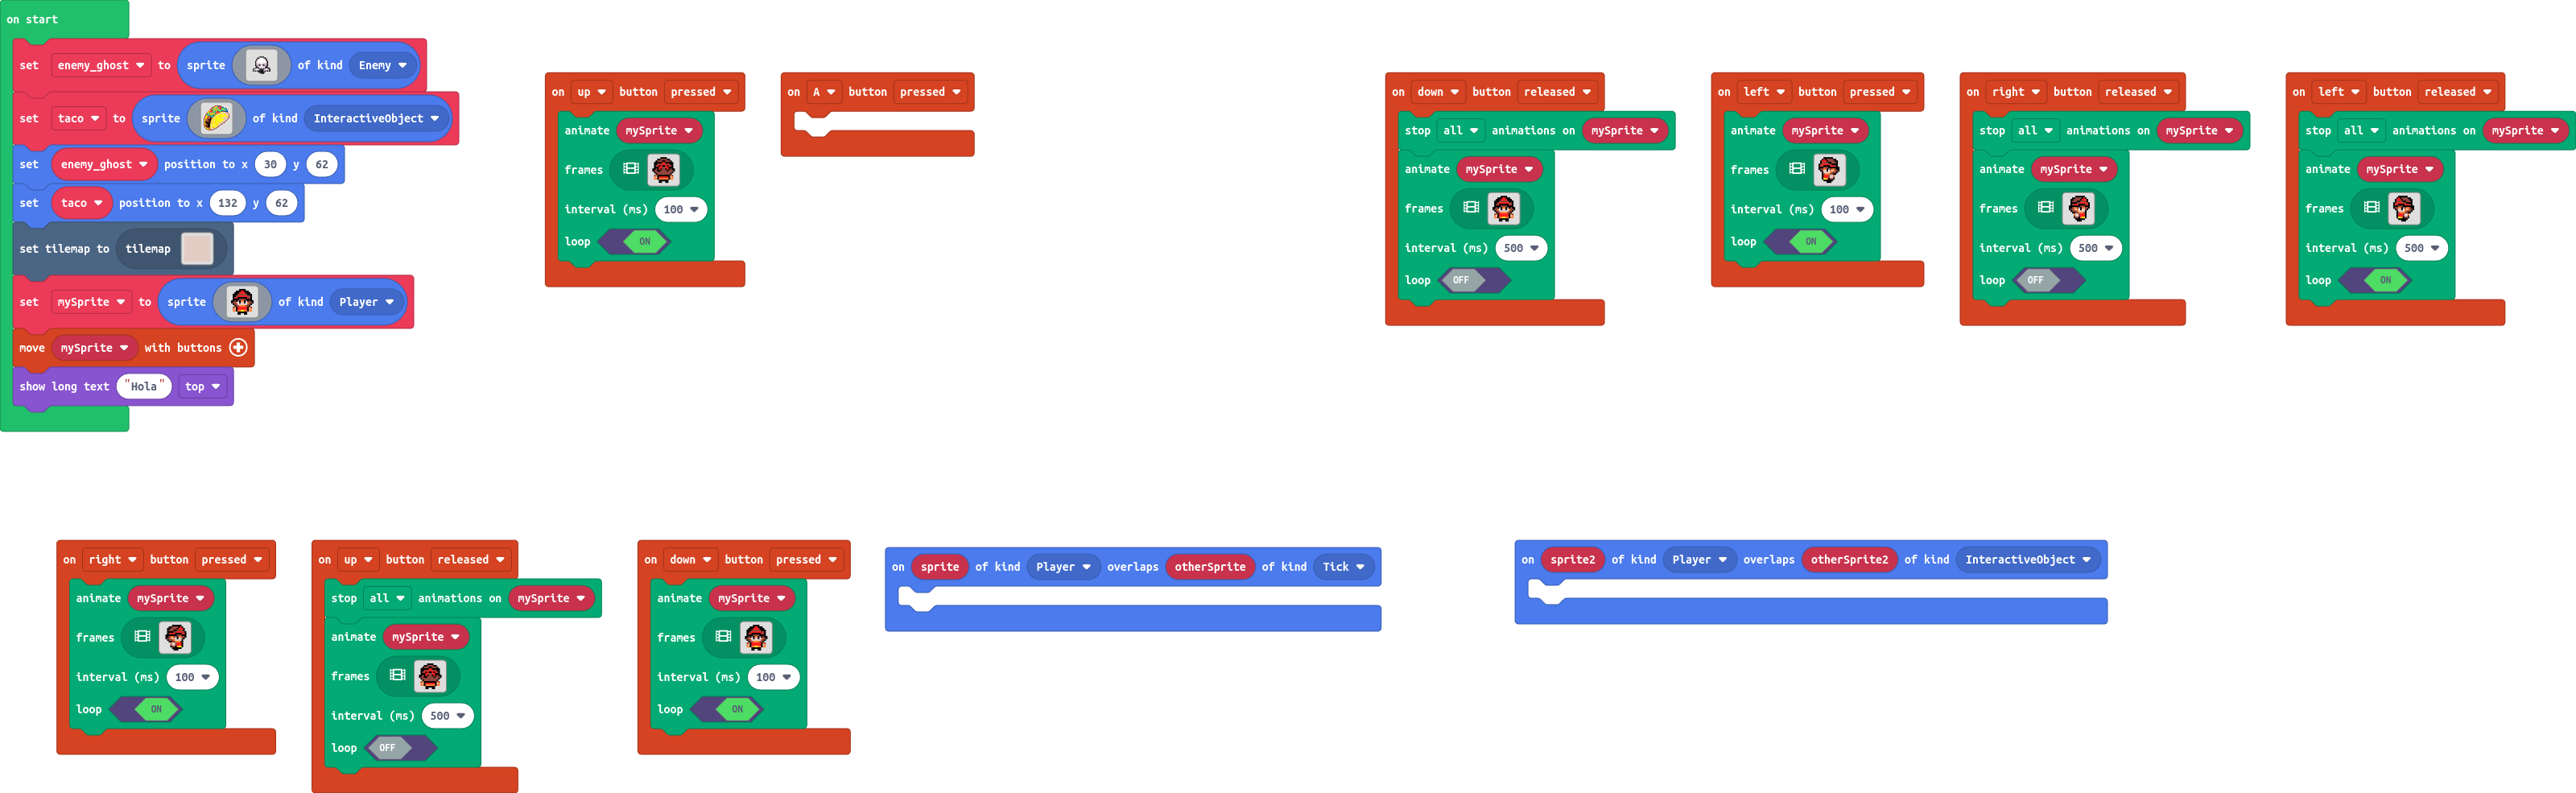 on start
set enemy_ghost to sprite of kind Enemy
set taco to sprite of kind InteractiveObject
set enemy_ghost position to x 30 y 62
set taco position to x 132 y 62
set tilemap to tilemap
set mySprite to sprite of kind Player
move mySprite with buttons
show long text "Hola" top
on up button pressed
animate mySprite
frames
interval (ms) 100
loop ON
on A button pressed
on down button released
stop all animations on mySprite
animate mySprite
frames
interval (ms) 500
loop OFF
on left button pressed
animate mySprite
frames
interval (ms) 100
loop ON
on right button released
stop all animations on mySprite
animate mySprite
frames
interval (ms) 500
loop OFF
on left button released
stop all animations on mySprite
animate mySprite
frames
interval (ms) 500
loop ON
on right button pressed
animate mySprite
frames
interval (ms) 100
loop ON
on up button released
stop all animations on mySprite
animate mySprite
frames
interval (ms) 500
loop OFF
on down button pressed
animate mySprite
frames
interval (ms) 100
loop ON
on sprite of kind Player overlaps otherSprite of kind Tick
on sprite2 of kind Player overlaps otherSprite2 of kind InteractiveObject